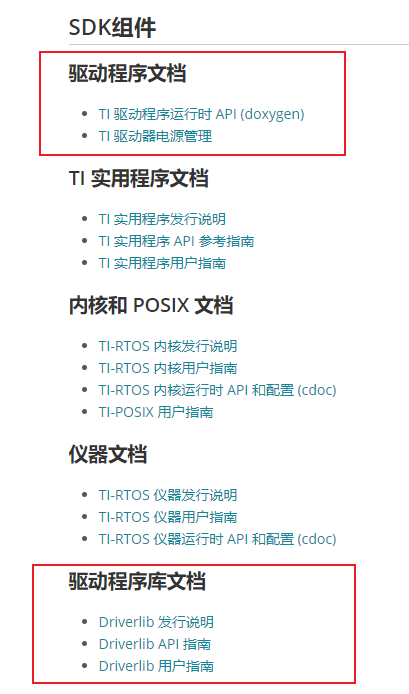 SDK组件
驱动程序文档
TI 驱动程序运行时 API (doxygen)
TI 驱动器电源管理
TI 实用程序文档
TI 实用程序发行说明
TI 实用程序 API 参考指南
TI 实用程序用户指南
内核和 POSIX 文档
TI-RTOS 内核发行说明
TI-RTOS 内核用户指南
TI-RTOS 内核运行时 API 和配置 (cdoc)
TI-POSIX 用户指南
仪器文档
TI-RTOS 仪器发行说明
TI-RTOS 仪器用户指南
TI-RTOS 仪器运行时 API 和配置 (cdoc)
驱动程序库文档
Driverlib 发行说明
Driverlib API 指南
Driverlib 用户指南